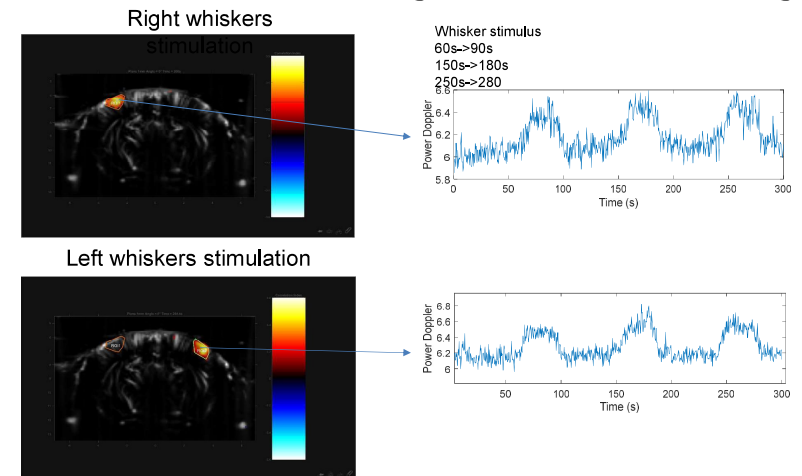 Right whiskers
stimulation
Whisker stimulus
60s->90s
150s->180s
250s->280
Power Doppler
6.8
6.6
6.4
6.2
6
5.8
0
50
100
150
200
250
300
Time (s)
Left whiskers stimulation
ROI1
Power Doppler
6.8
6.6
6.4
6.2
6
50
100
150
200
250
300
Time (s)